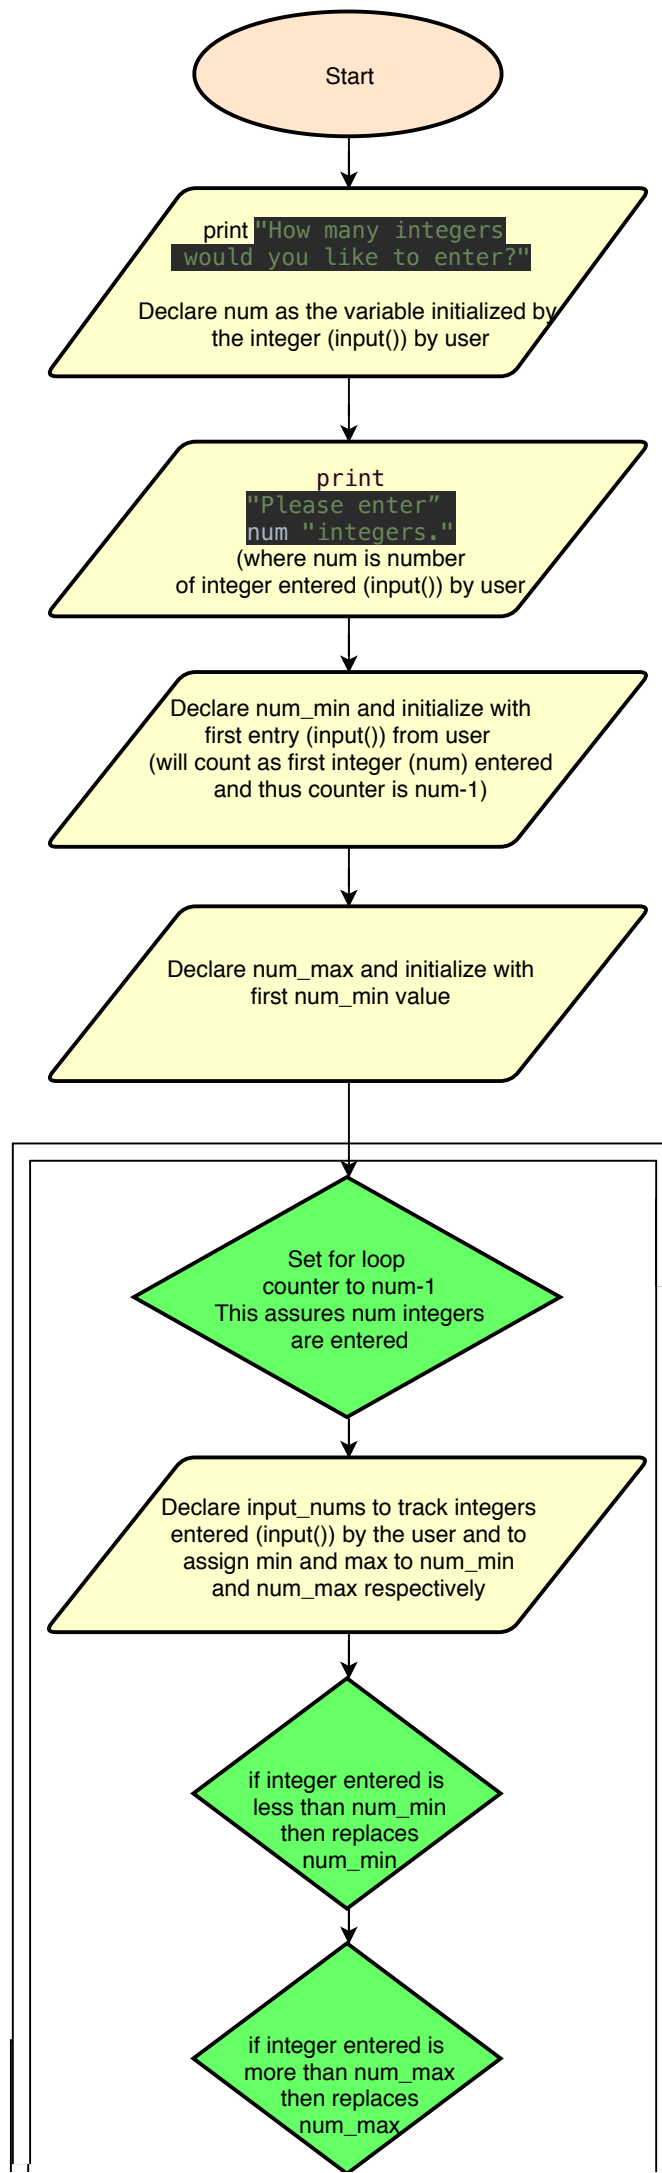 Start
print "How many integers
would you like to enter?"
Declare num as the variable initialized by
the integer (input()) by user
print
"Please enter”
num "integers."
(where num is number
of integer entered (input()) by user
Declare num_min and initialize with
first entry (input()) from user
(will count as first integer (num) entered
and thus counter is num-1)
Declare num_max and initialize with
first num_min value
Set for loop
counter to num-1
This assures num integers
are entered
Declare input_nums to track integers
entered (input()) by the user and to
assign min and max to num_min
and num_max respectively
if integer entered is
less than num_min
then replaces
num_min
if integer entered is
more than num_max
then replaces
num_max